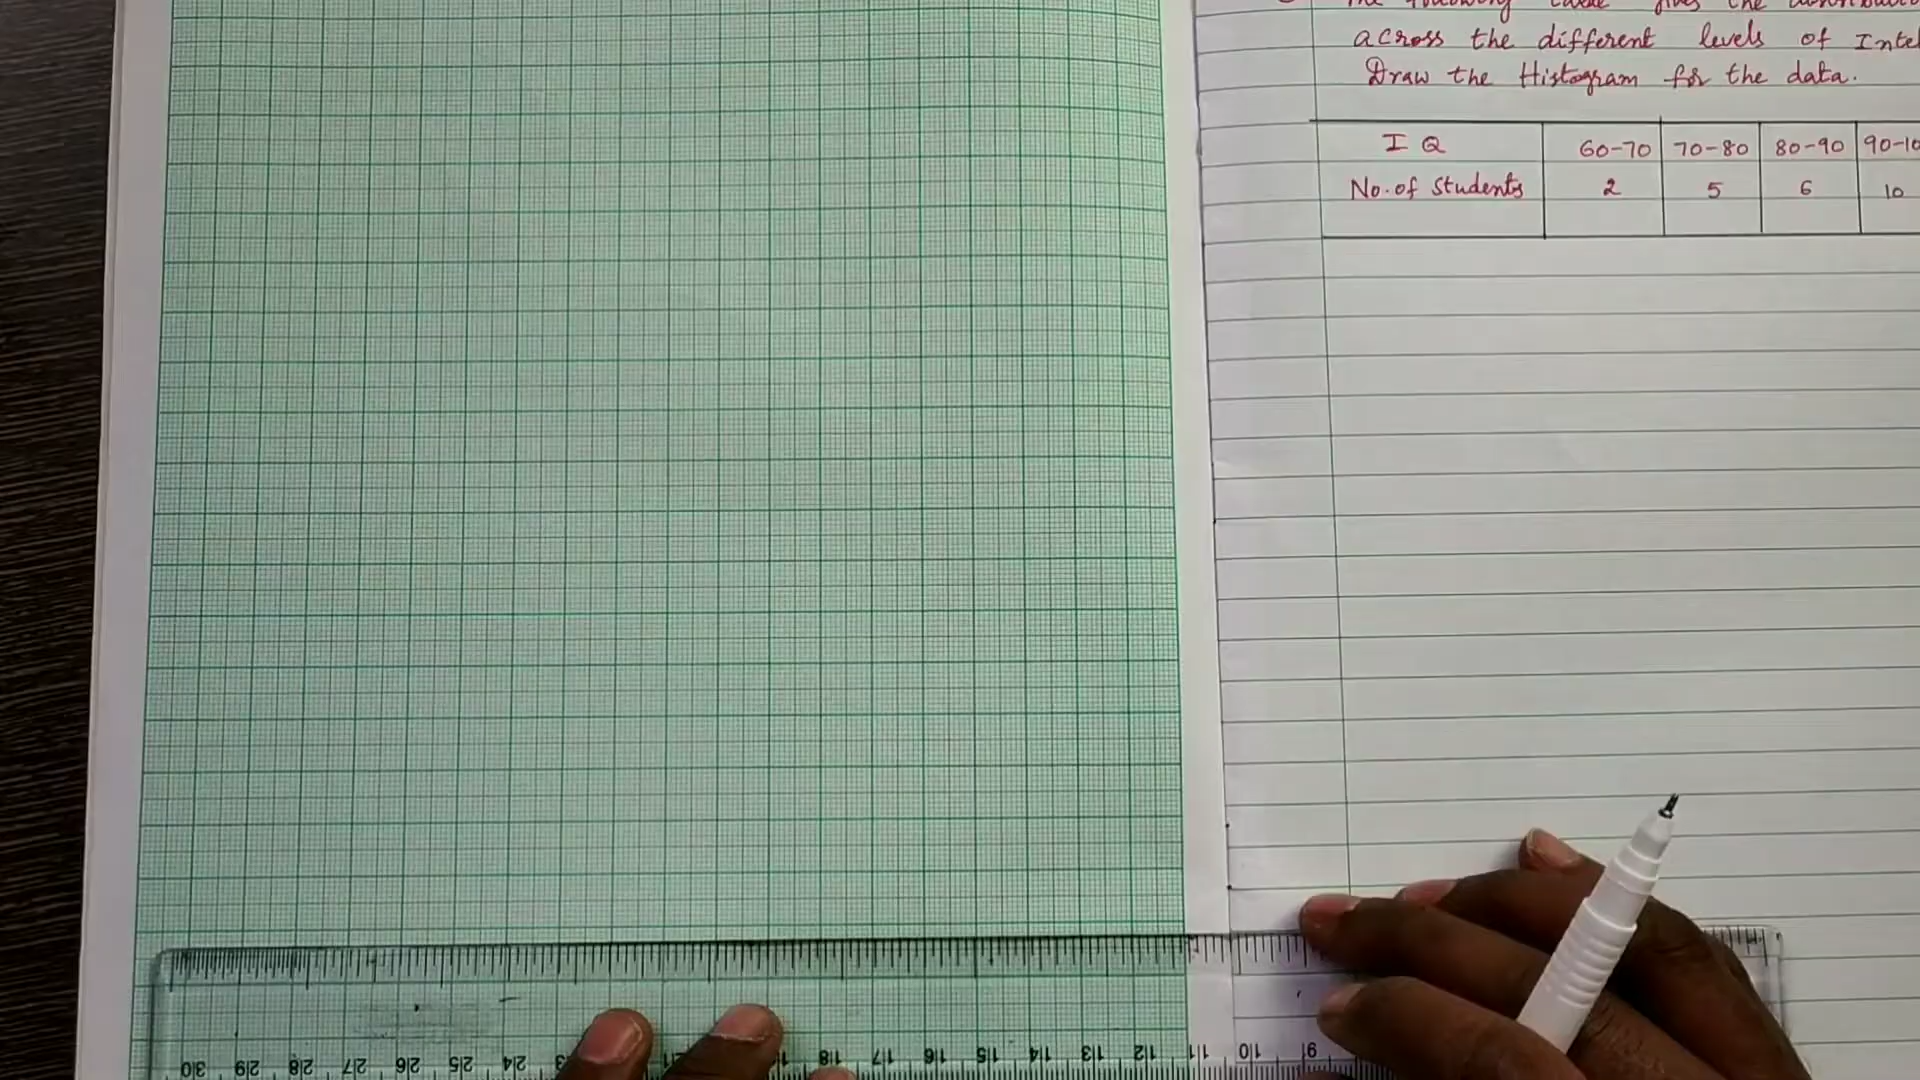 across the different levels of
Draw the Histogram for the data.
I Q 60-70 70-80 80-90
No. of Students 2 5 6 10
30 29 28 27 26 25 24 18 17 16 15 14 13 12 11 10